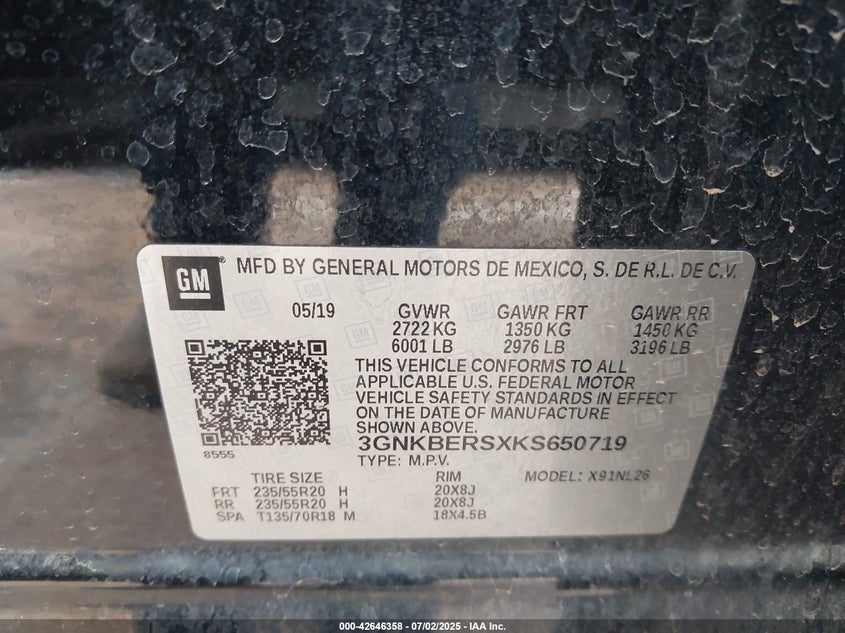 GM ® MFD BY GENERAL MOTORS DE MEXICO, S. DE R.L. DE C.V.
05/19 GVWR GAWR FRT GAWR RR
2722 KG 1350 KG 1450 KG
6001 LB 2976 LB 3196 LB
THIS VEHICLE CONFORMS TO ALL
APPLICABLE U.S. FEDERAL MOTOR
VEHICLE SAFETY STANDARDS IN EFFECT
ON THE DATE OF MANUFACTURE
SHOWN ABOVE.
8555 3GNKBERSXKS650719
TYPE: M.P.V.
TIRE SIZE RIM MODEL: X91NL26
FRT 235/55R20 H 20X8J
RR 235/55R20 H 20X8J
SPA T135/70R18 M 18X4.5B
000-42646358 - 07/02/2025 - IAA Inc.